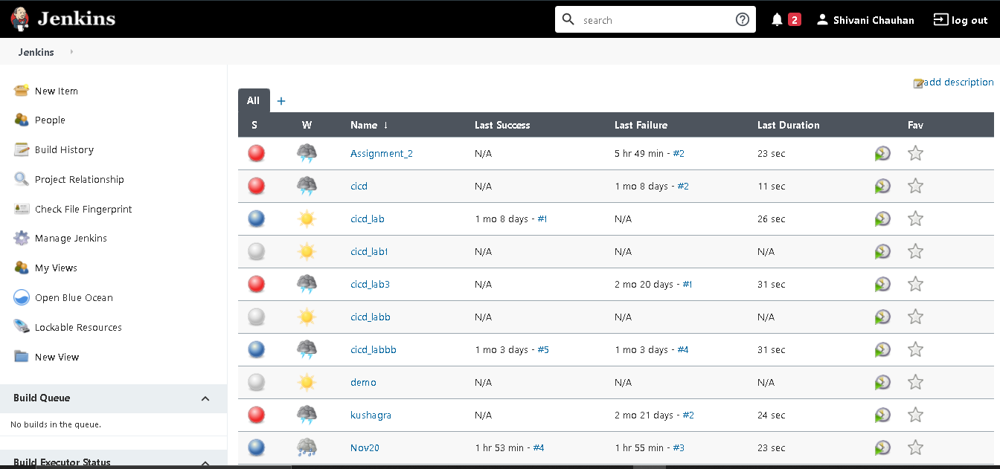 Jenkins
search
2
Shivani Chauhan
log out
Jenkins
New Item
People
Build History
Project Relationship
Check File Fingerprint
Manage Jenkins
My Views
Open Blue Ocean
Lockable Resources
New View
Build Queue
No builds in the queue.
Build Executor Status
add description
All +
S W Name ↓ Last Success Last Failure Last Duration Fav
Assignment_2 N/A 5 hr 49 min - #2 23 sec
cicd N/A 1 mo 8 days - #2 11 sec
cicd_lab 1 mo 8 days - #1 N/A 26 sec
cicd_lab1 N/A N/A N/A
cicd_lab3 N/A 2 mo 20 days - #1 31 sec
cicd_labb N/A N/A N/A
cicd_labbb 1 mo 3 days - #5 1 mo 3 days - #4 31 sec
demo N/A N/A N/A
kushagra N/A 2 mo 21 days - #2 24 sec
Nov20 1 hr 53 min - #4 1 hr 55 min - #3 23 sec